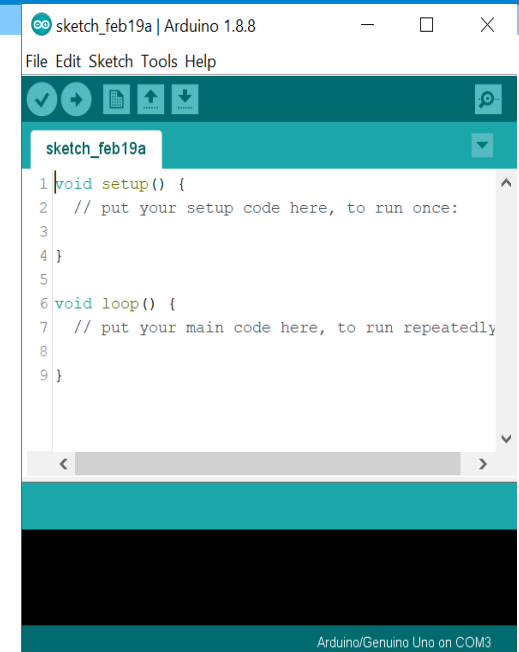 sketch_feb19a | Arduino 1.8.8
File Edit Sketch Tools Help
sketch_feb19a
1 void setup() {
2   // put your setup code here, to run once:
3
4 }
5
6 void loop() {
7   // put your main code here, to run repeatedly
8
9 }
Arduino/Genuino Uno on COM3